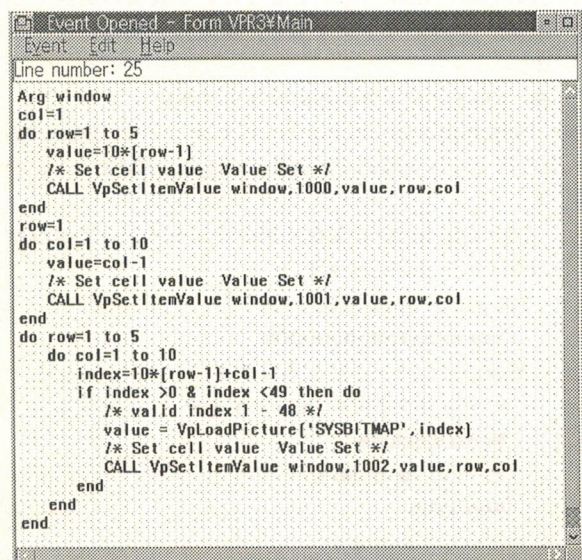 Event Opened - Form VPR3¥Main
Event Edit Help
Line number: 25
Arg window
col=1
do row=1 to 5
   value=10*(row-1)
   /* Set cell value  Value Set */
   CALL VpSetItemValue window,1000,value,row,col
end
row=1
do col=1 to 10
   value=col-1
   /* Set cell value  Value Set */
   CALL VpSetItemValue window,1001,value,row,col
end
do row=1 to 5
   do col=1 to 10
      index=10*(row-1)+col-1
      if index >0 & index <49 then do
         /* valid index 1 - 48 */
         value = VpLoadPicture('SYSBITMAP',index)
         /* Set cell value  Value Set */
         CALL VpSetItemValue window,1002,value,row,col
      end
   end
end